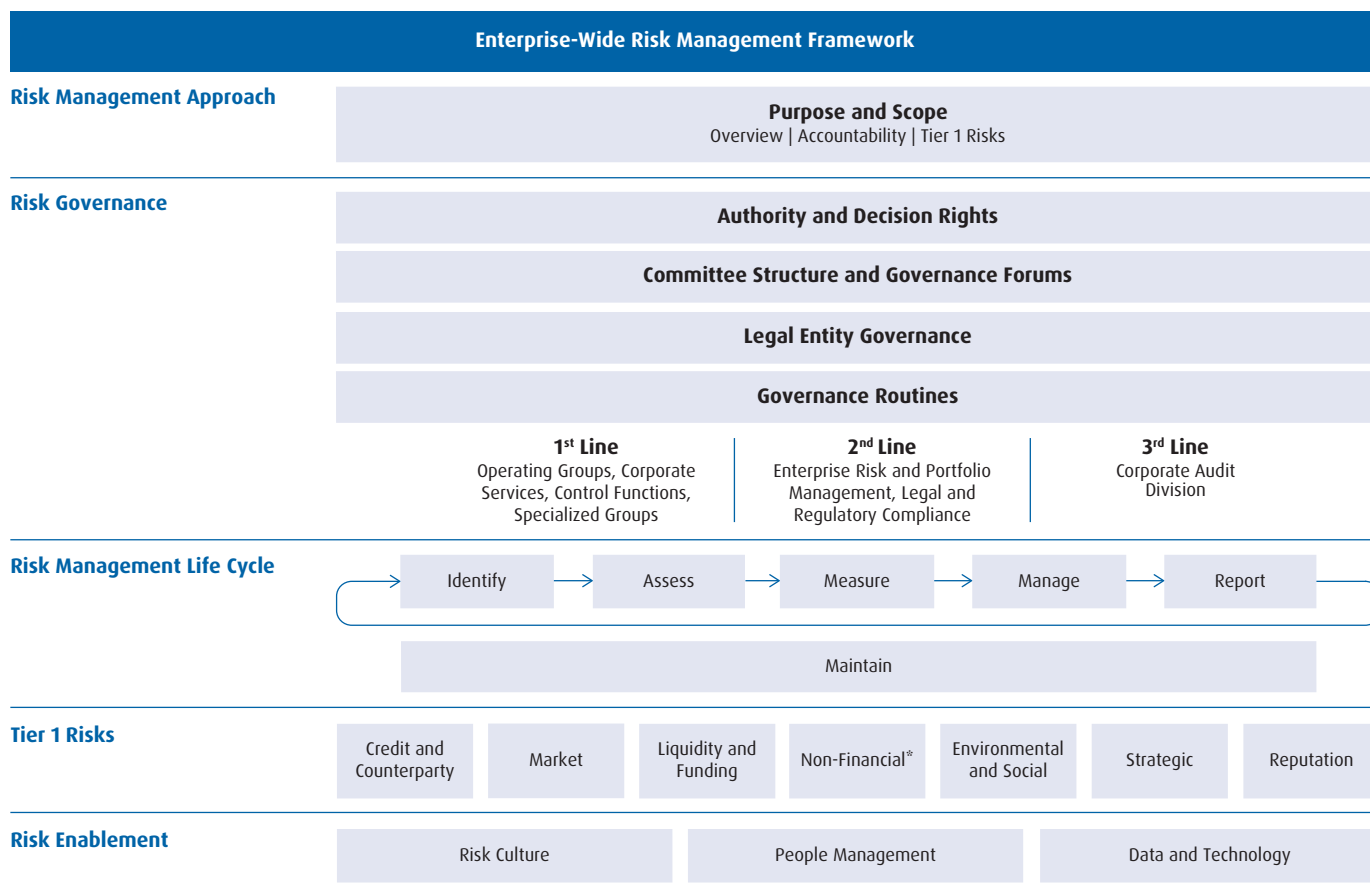 Enterprise-Wide Risk Management Framework
Risk Management Approach
Purpose and Scope
Overview | Accountability | Tier 1 Risks
Risk Governance
Authority and Decision Rights
Committee Structure and Governance Forums
Legal Entity Governance
Governance Routines
1st Line
Operating Groups, Corporate
Services, Control Functions,
Specialized Groups
2nd Line
Enterprise Risk and Portfolio
Management, Legal and
Regulatory Compliance
3rd Line
Corporate Audit
Division
Risk Management Life Cycle
Identify
Assess
Measure
Manage
Report
Maintain
Tier 1 Risks
Credit and
Counterparty
Market
Liquidity and
Funding
Non-Financial*
Environmental
and Social
Strategic
Reputation
Risk Enablement
Risk Culture
People Management
Data and Technology